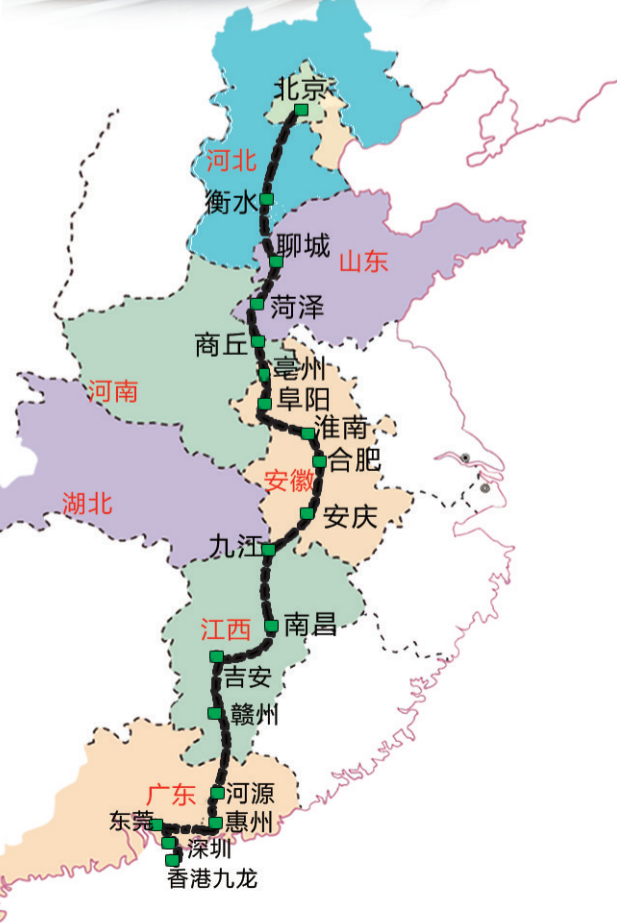 北京
河北
衡水
聊城
山东
菏泽
商丘
亳州
阜阳
河南
淮南
合肥
安徽
湖北
安庆
九江
南昌
江西
吉安
赣州
广东
河源
东莞
惠州
深圳
香港九龙